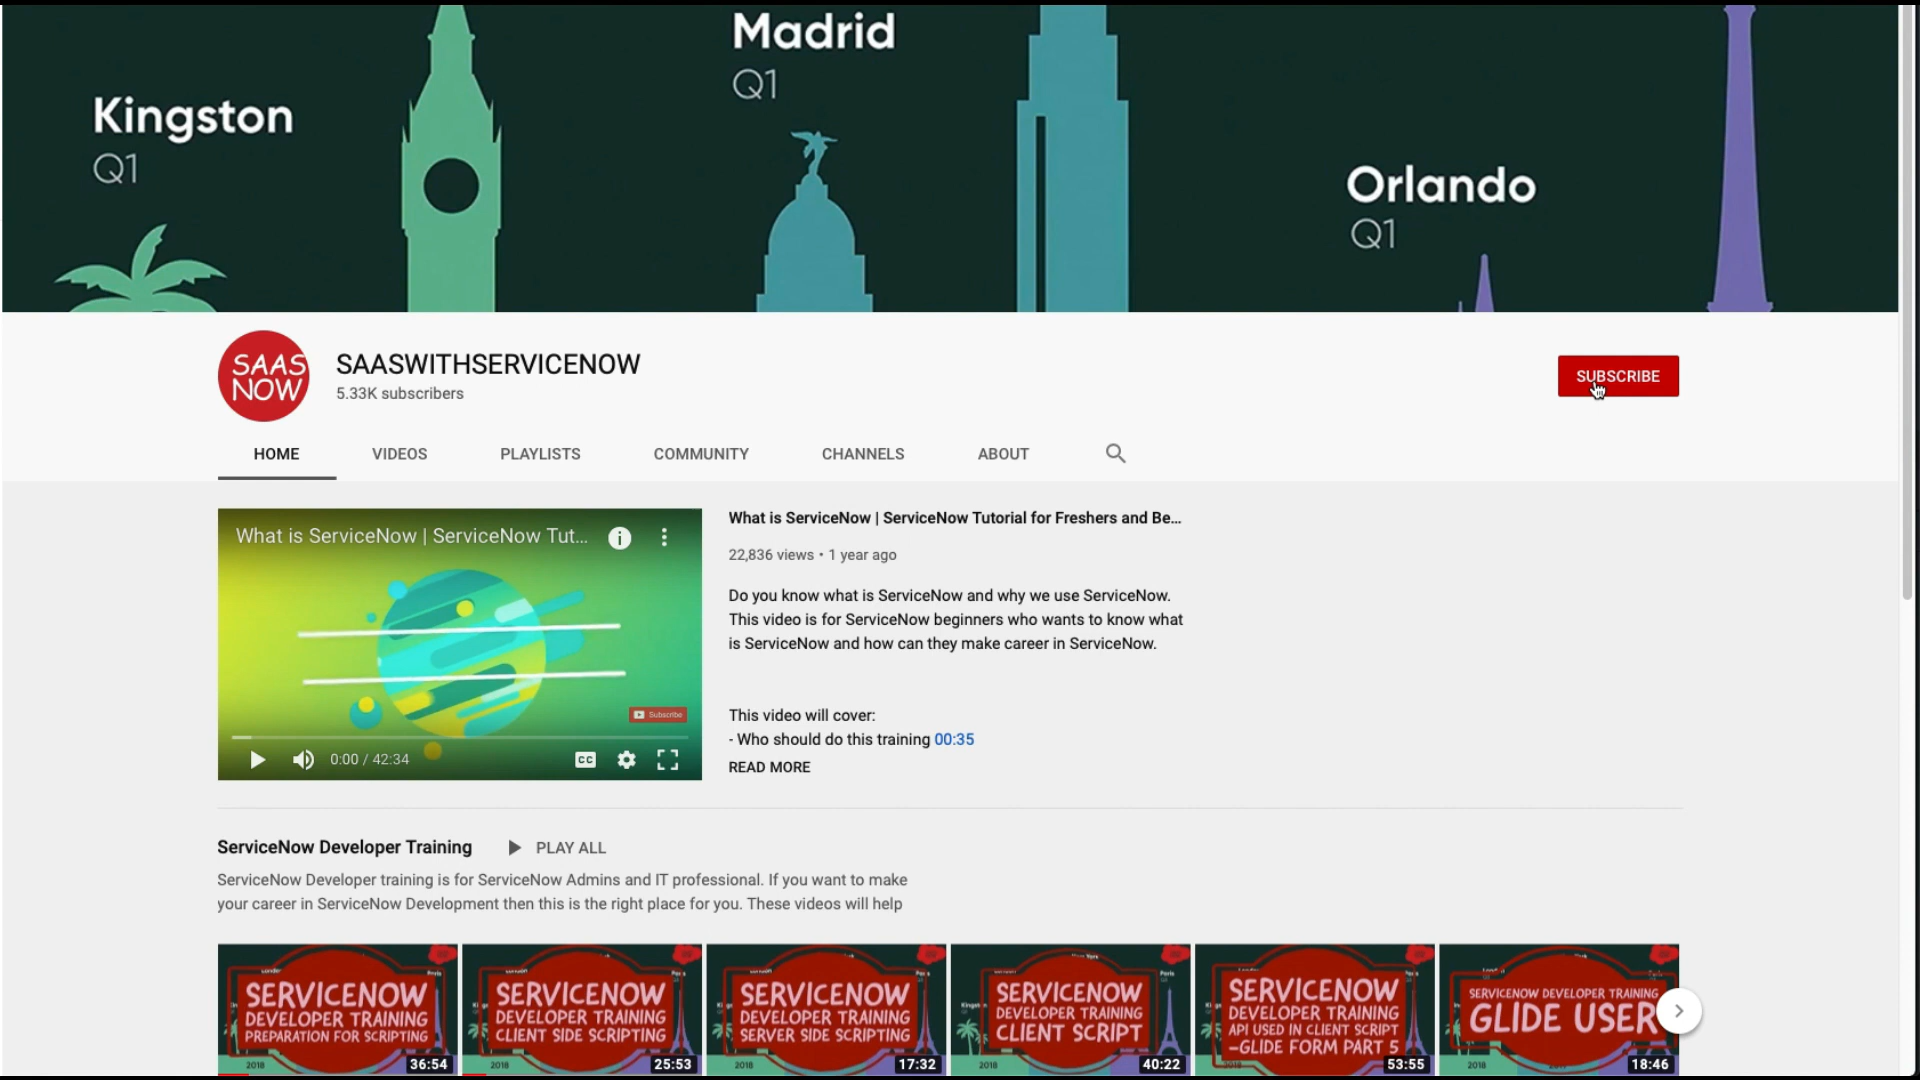 Madrid
Q1
Kingston
Q1
Orlando
Q1
SAAS
NOW
SAASWITHSERVICENOW
5.33K subscribers
SUBSCRIBE
HOME VIDEOS PLAYLISTS COMMUNITY CHANNELS ABOUT
What is ServiceNow | ServiceNow Tut...
Subscribe
0:00 / 42:34
CC
What is ServiceNow | ServiceNow Tutorial for Freshers and Be...
22,836 views • 1 year ago
Do you know what is ServiceNow and why we use ServiceNow.
This video is for ServiceNow beginners who wants to know what
is ServiceNow and how can they make career in ServiceNow.
This video will cover:
- Who should do this training 00:35
READ MORE
ServiceNow Developer Training PLAY ALL
ServiceNow Developer training is for ServiceNow Admins and IT professional. If you want to make
your career in ServiceNow Development then this is the right place for you. These videos will help
SERVICENOW
DEVELOPER TRAINING
PREPARATION FOR SCRIPTING
2018
36:54
SERVICENOW
DEVELOPER TRAINING
CLIENT SIDE SCRIPTING
2018
25:53
SERVICENOW
DEVELOPER TRAINING
SERVER SIDE SCRIPTING
2018
17:32
SERVICENOW
DEVELOPER TRAINING
CLIENT SCRIPT
2018
40:22
SERVICENOW
DEVELOPER TRAINING
API USED IN CLIENT SCRIPT
-GLIDE FORM PART 5
2018
53:55
SERVICENOW DEVELOPER TRAINING
GLIDE USER
2018
18:46